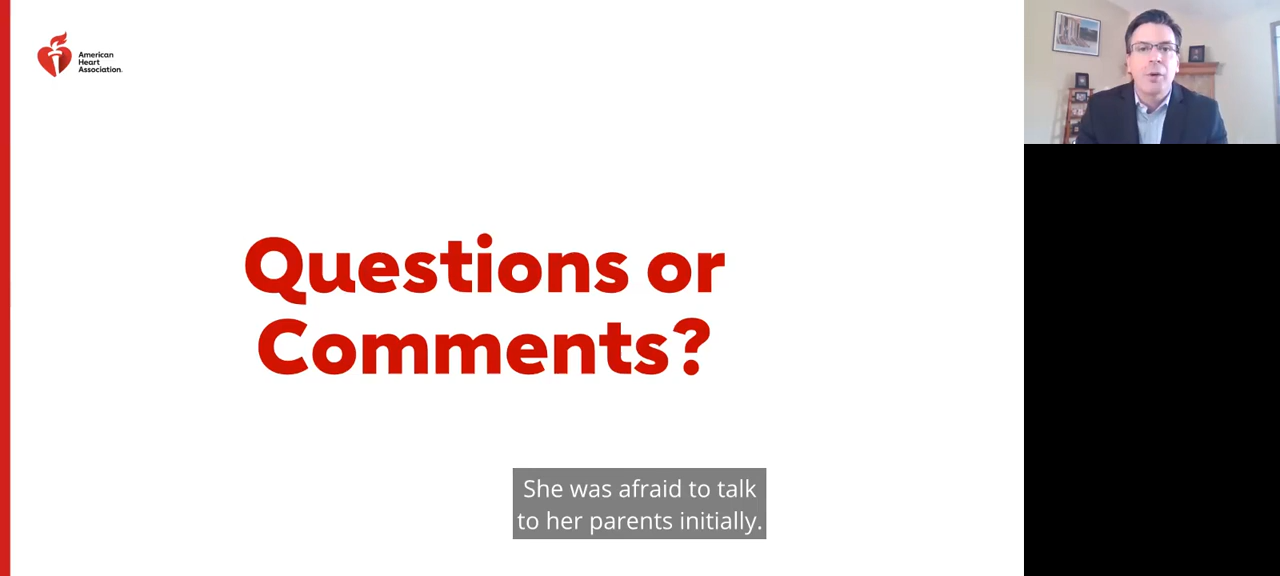 American
Heart
Association.
Questions or
Comments?
She was afraid to talk
to her parents initially.